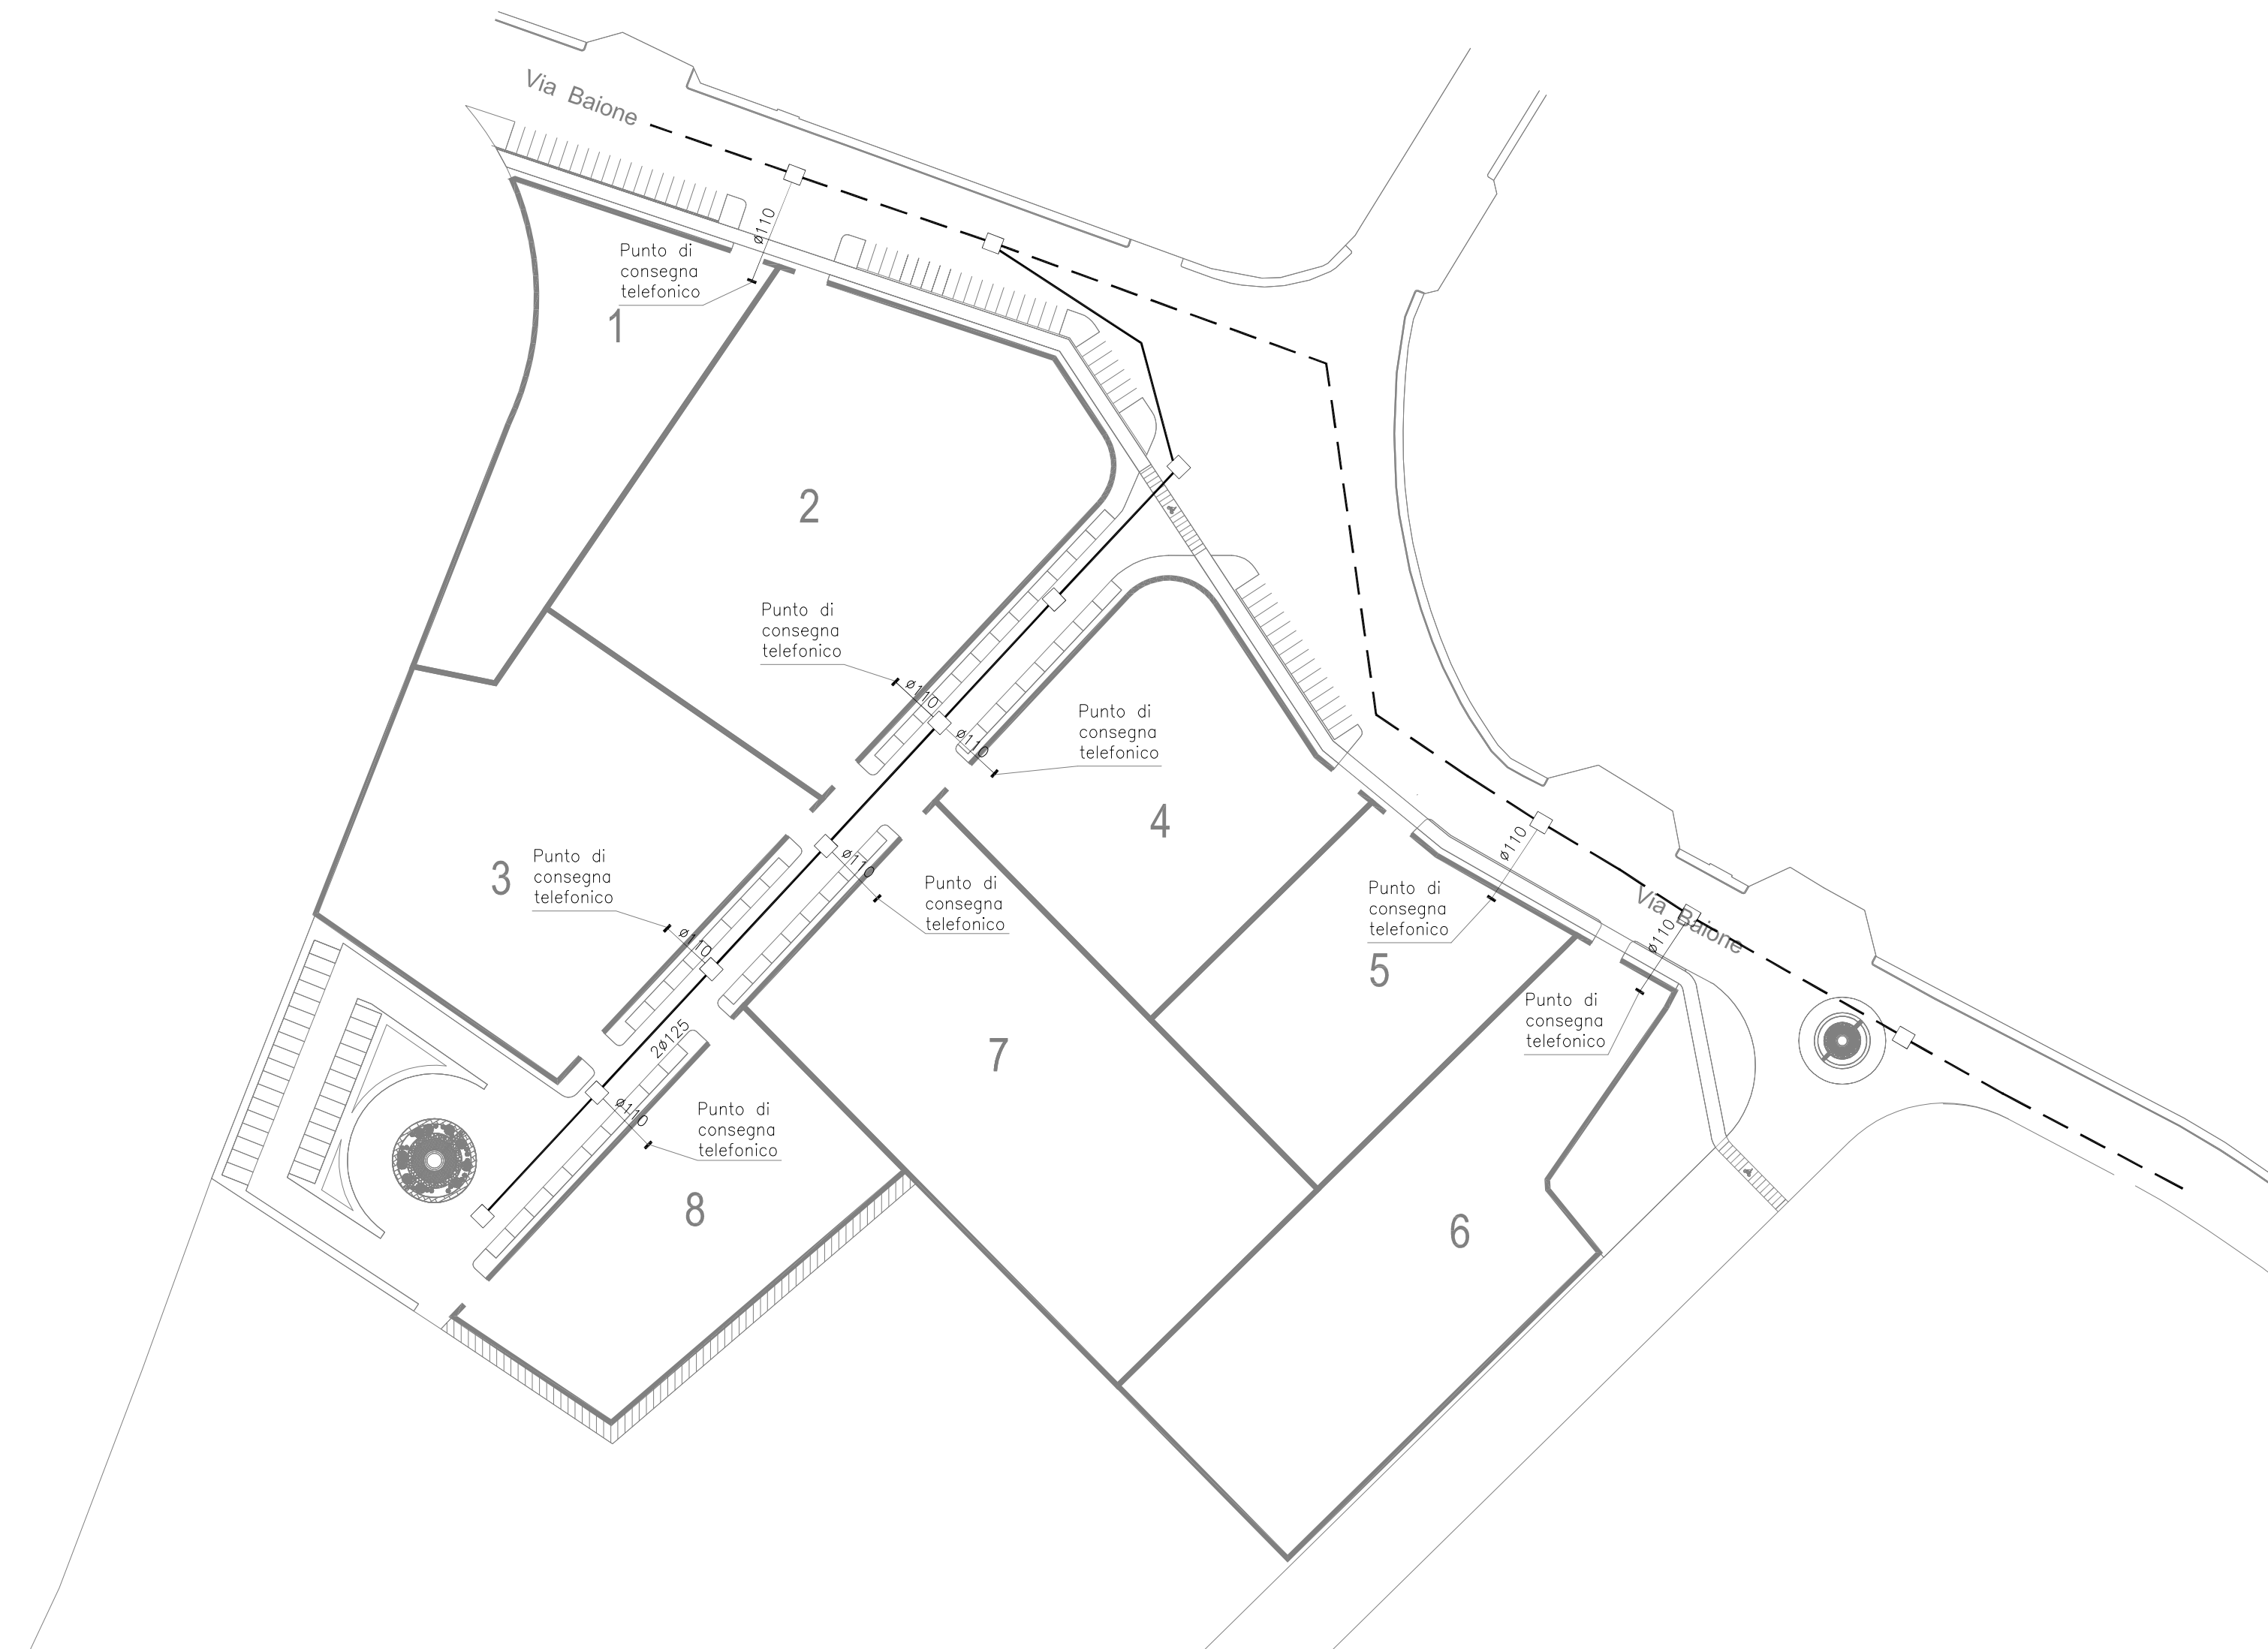 Via Baione
ø110
Punto di
consegna
telefonico
1
2
Punto di
consegna
telefonico
ø110
ø110
Punto di
consegna
telefonico
4
3
Punto di
consegna
telefonico
ø110
ø110
Punto di
consegna
telefonico
ø110
Punto di
consegna
telefonico
5
Via Baione
ø110
Punto di
consegna
telefonico
7
2ø125
ø110
Punto di
consegna
telefonico
8
6